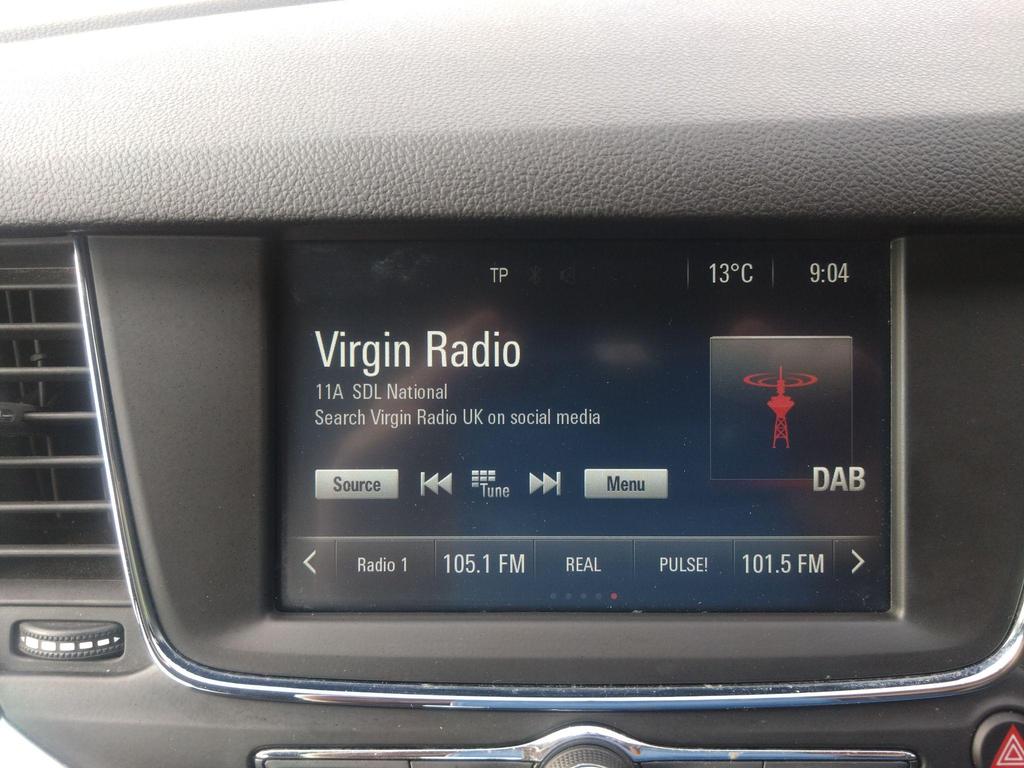 TP 13°C 9:04
Virgin Radio
11A SDL National
Search Virgin Radio UK on social media
Source Tune Menu
DAB
Radio 1 105.1 FM REAL PULSE! 101.5 FM